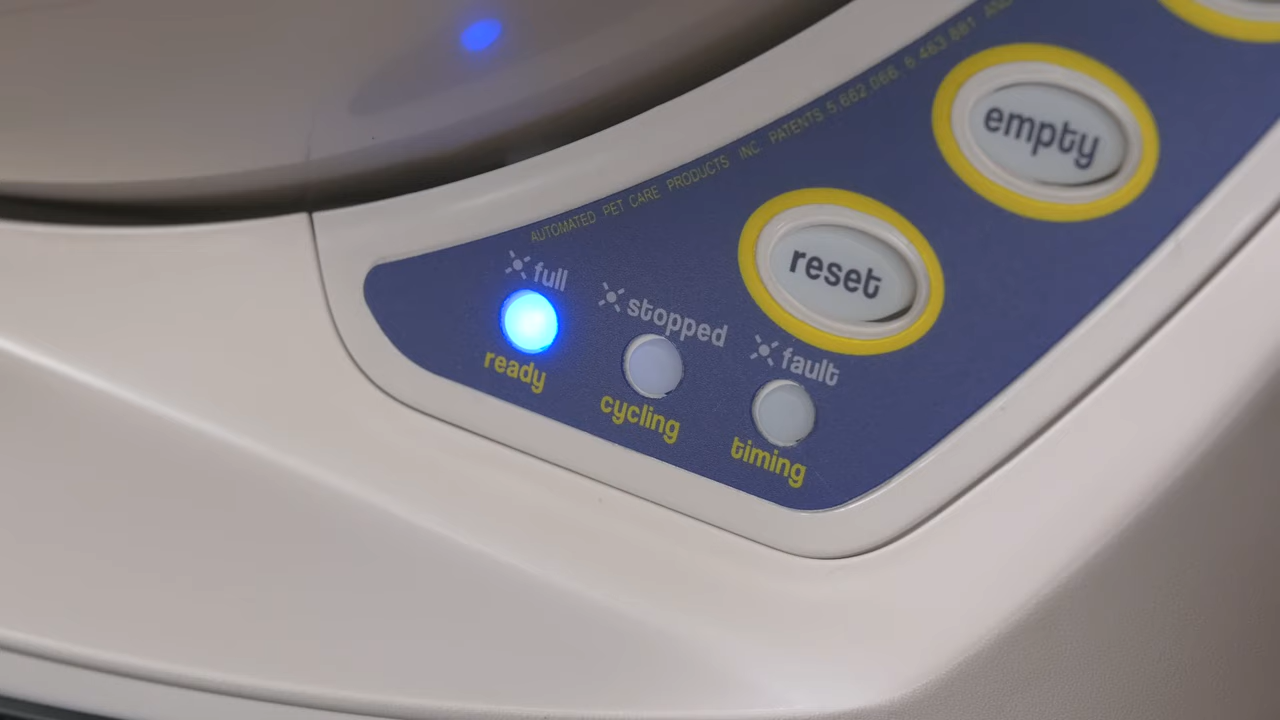 AUTOMATED PET CARE PRODUCTS INC. PATENTS 5,662,066, 6,463,881 AND
empty
reset
full
ready
stopped
cycling
fault
timing